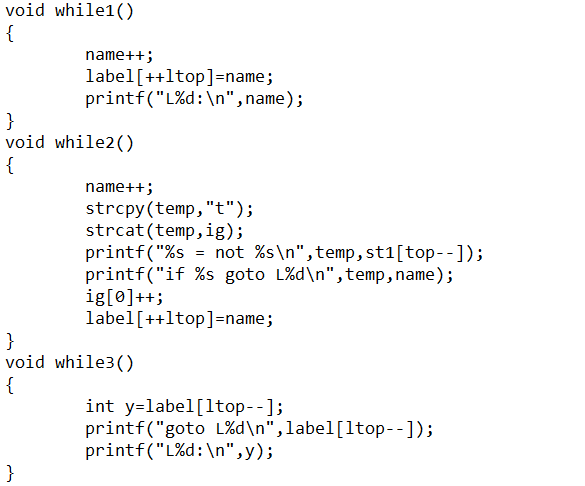 void while1()
{
        name++;
        label[++ltop]=name;
        printf("L%d:\n",name);
}
void while2()
{
        name++;
        strcpy(temp,"t");
        strcat(temp,ig);
        printf("%s = not %s\n",temp,st1[top--]);
        printf("if %s goto L%d\n",temp,name);
        ig[0]++;
        label[++ltop]=name;
}
void while3()
{
        int y=label[ltop--];
        printf("goto L%d\n",label[ltop--]);
        printf("L%d:\n",y);
}